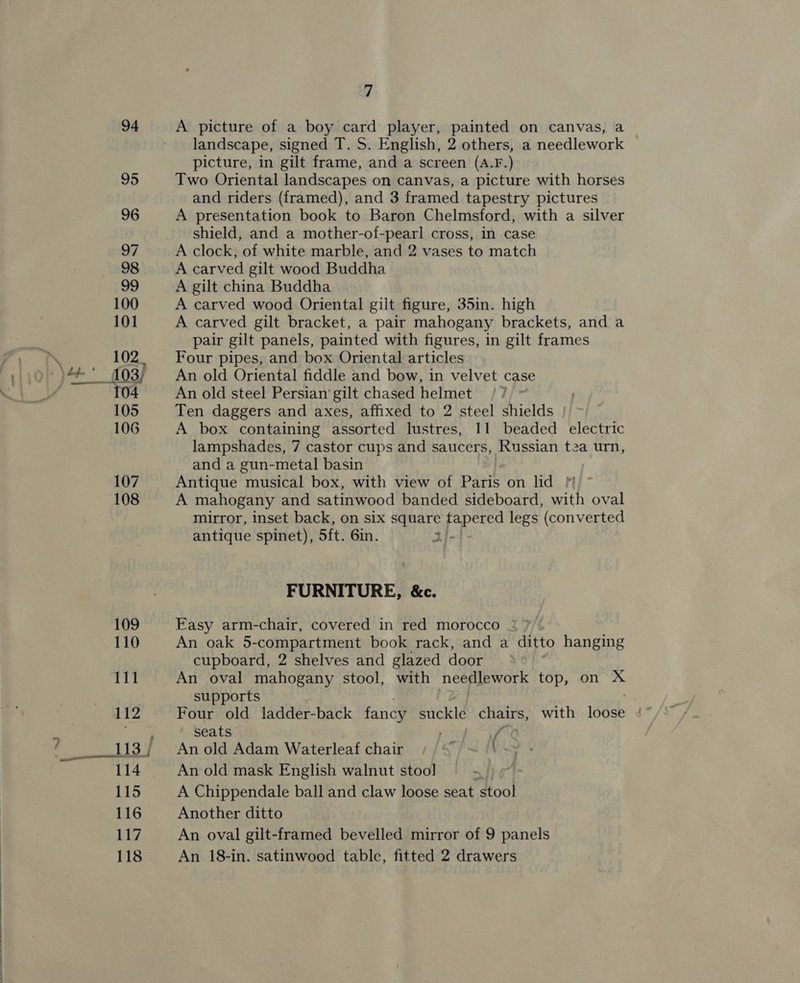 7
94 A picture of a boy card player, painted on canvas, a
landscape, signed T. S. English, 2 others, a needlework
picture, in gilt frame, and a screen (A.F.)
95 Two Oriental landscapes on canvas, a picture with horses
and riders (framed), and 3 framed tapestry pictures
96 A presentation book to Baron Chelmsford, with a silver
shield, and a mother-of-pearl cross, in case
97 A clock, of white marble, and 2 vases to match
98 A carved gilt wood Buddha
99 A gilt china Buddha
100 A carved wood Oriental gilt figure, 35in. high
101 A carved gilt bracket, a pair mahogany brackets, and a
pair gilt panels, painted with figures, in gilt frames
102 Four pipes, and box Oriental articles
103 An old Oriental fiddle and bow, in velvet case
104 An old steel Persian gilt chased helmet
105 Ten daggers and axes, affixed to 2 steel shields
106 A box containing assorted lustres, 11 beaded electric
lampshades, 7 castor cups and saucers, Russian tea urn,
and a gun-metal basin
107 Antique musical box, with view of Paris on lid
108 A mahogany and satinwood banded sideboard, with oval
mirror, inset back, on six square tapered legs (converted
antique spinet), 5ft. 6in.
FURNITURE, &c.
109 Easy arm-chair, covered in red morocco
110 An oak 5-compartment book rack, and a ditto hanging
cupboard, 2 shelves and glazed door
111 An oval mahogany stool, with needlework top, on X
supports
112 Four old ladder-back fancy suckle chairs, with loose
seats
113 An old Adam Waterleaf chair
114 An old mask English walnut stool
115 A Chippendale ball and claw loose seat stool
116 Another ditto
117 An oval gilt-framed bevelled mirror of 9 panels
118 An 18-in. satinwood table, fitted 2 drawers